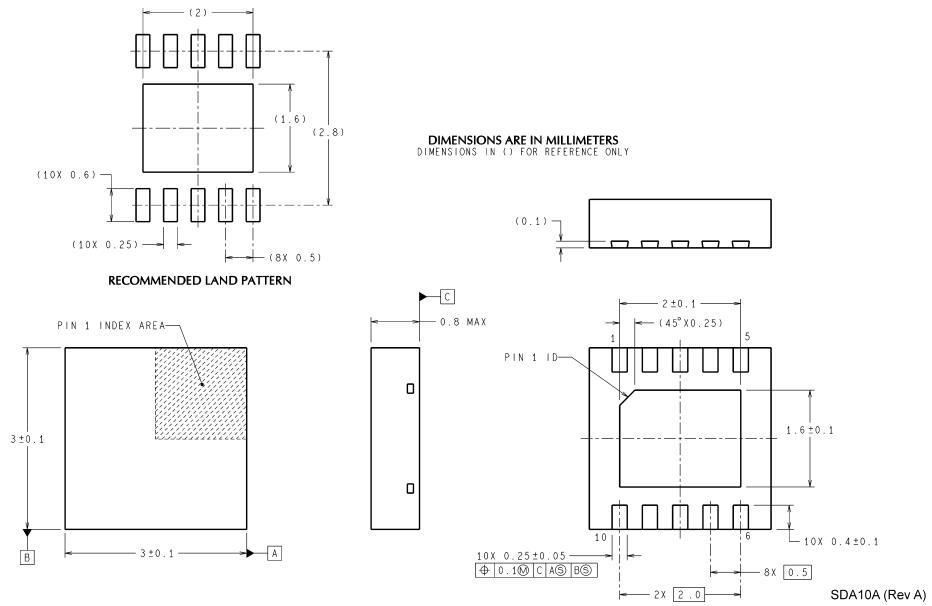 (2)
(1.6)
(2.8)
DIMENSIONS ARE IN MILLIMETERS
DIMENSIONS IN () FOR REFERENCE ONLY
(10X 0.6)
(10X 0.25)
(8X 0.5)
(0.1)
RECOMMENDED LAND PATTERN
C
2±0.1
0.8 MAX
(45°X0.25)
PIN 1 INDEX AREA
1
5
PIN 1 ID
3±0.1
1.6±0.1
B
3±0.1
A
10
6
10X 0.4±0.1
10X 0.25±0.05
⌖ 0.1Ⓜ C AⓈ BⓈ
8X 0.5
2X 2.0
SDA10A (Rev A)